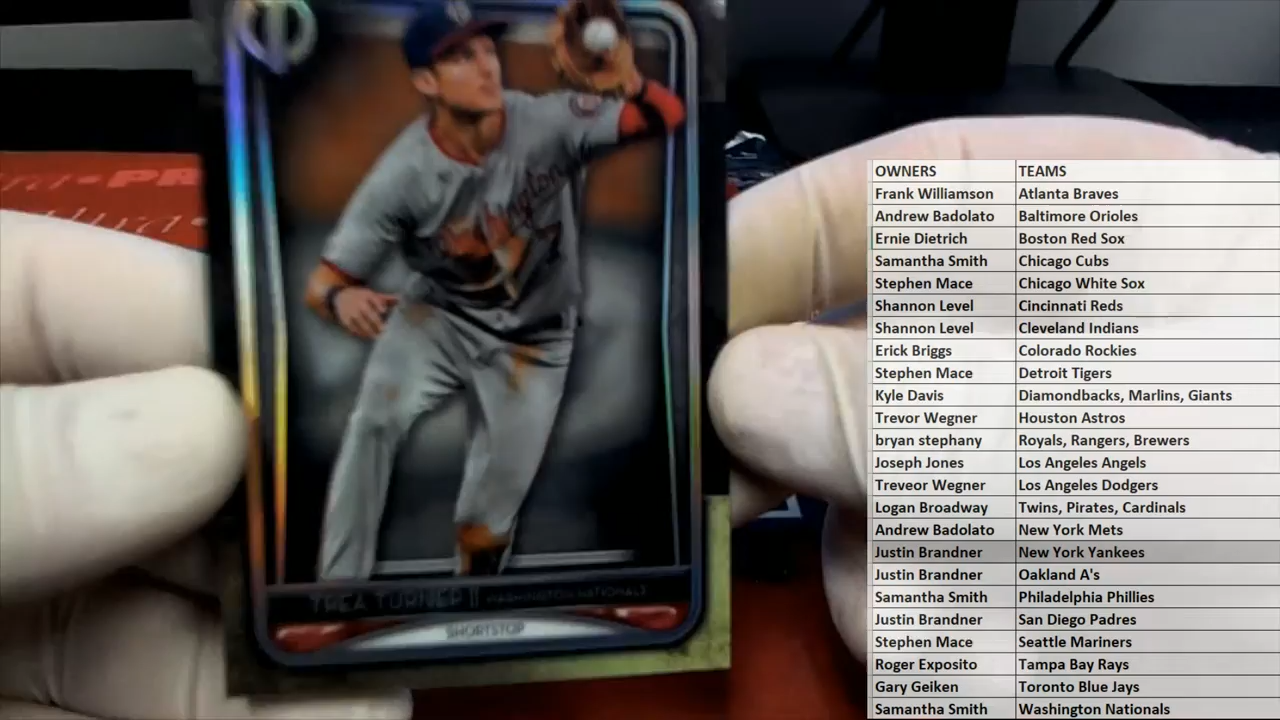 PR
Washington
7
TREA TURNER || WASHINGTON NATIONALS
SHORTSTOP
OWNERS TEAMS
Frank Williamson Atlanta Braves
Andrew Badolato Baltimore Orioles
Ernie Dietrich Boston Red Sox
Samantha Smith Chicago Cubs
Stephen Mace Chicago White Sox
Shannon Level Cincinnati Reds
Shannon Level Cleveland Indians
Erick Briggs Colorado Rockies
Stephen Mace Detroit Tigers
Kyle Davis Diamondbacks, Marlins, Giants
Trevor Wegner Houston Astros
bryan stephany Royals, Rangers, Brewers
Joseph Jones Los Angeles Angels
Treveor Wegner Los Angeles Dodgers
Logan Broadway Twins, Pirates, Cardinals
Andrew Badolato New York Mets
Justin Brandner New York Yankees
Justin Brandner Oakland A's
Samantha Smith Philadelphia Phillies
Justin Brandner San Diego Padres
Stephen Mace Seattle Mariners
Roger Exposito Tampa Bay Rays
Gary Geiken Toronto Blue Jays
Samantha Smith Washington Nationals